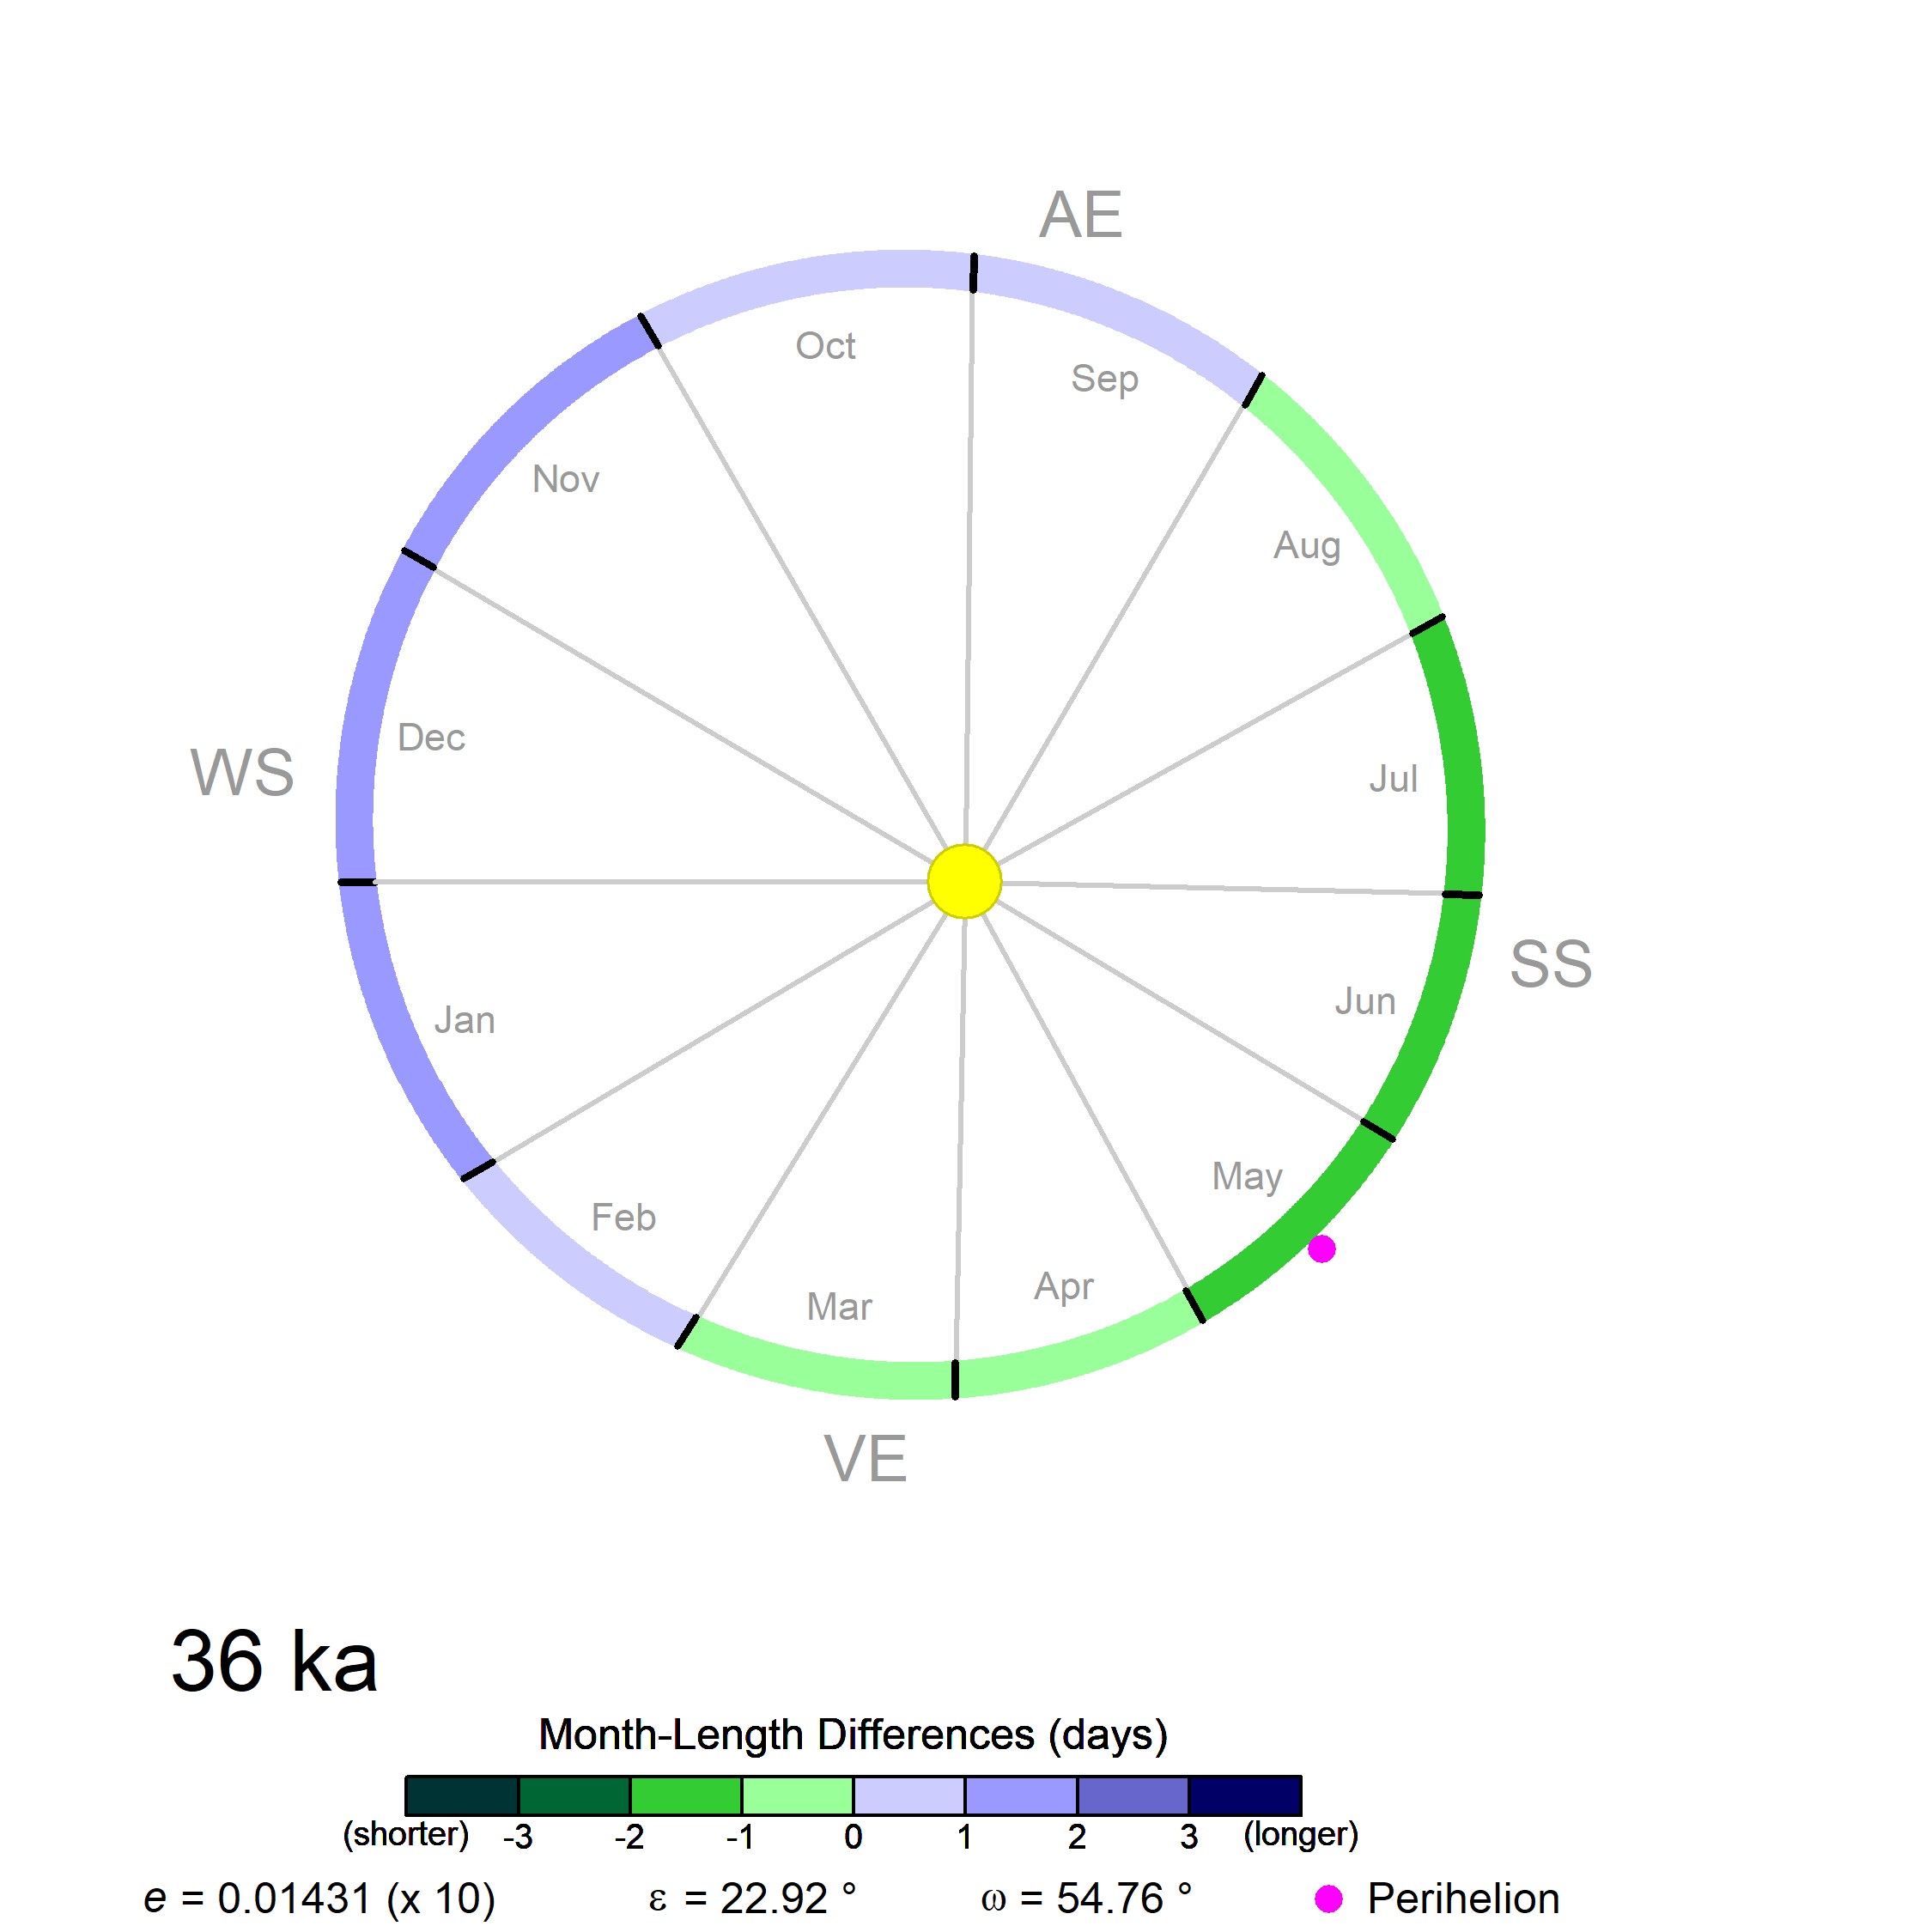 AE
Oct
Sep
Nov
Aug
Dec
WS
Jul
SS
Jun
Jan
May
Feb
Apr
Mar
VE
36 ka
Month-Length Differences (days)
(shorter) -3 -2 -1 0 1 2 3 (longer)
e = 0.01431 (x 10) ε = 22.92 ° ω = 54.76 ° Perihelion